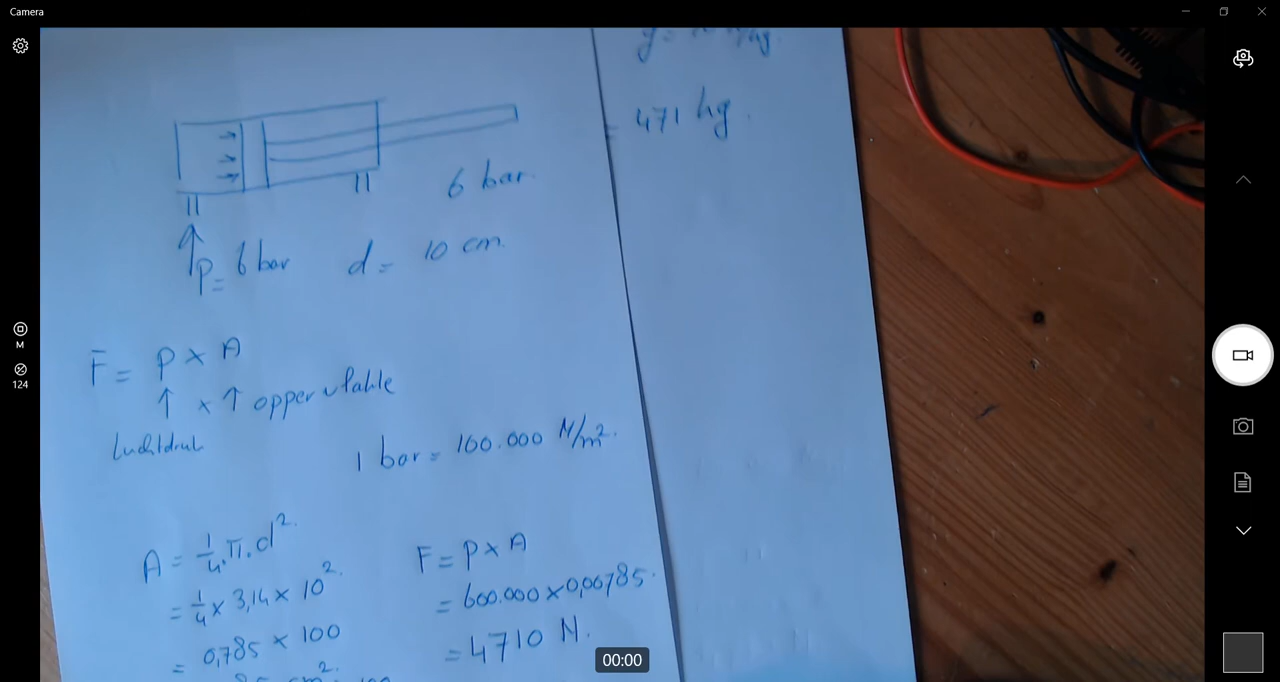 Camera
471 kg.
6 bar.
p = 6 bar d = 10 cm
F = P x A
↑ x ↑ oppervlakte
luchtdruk
1 bar = 100.000 N/m².
A = 1/4.π.d².
= 1/4 x 3,14 x 10².
= 0,785 x 100
F = P x A
= 600.000 x 0,00785.
= 4710 N.
00:00
M
124